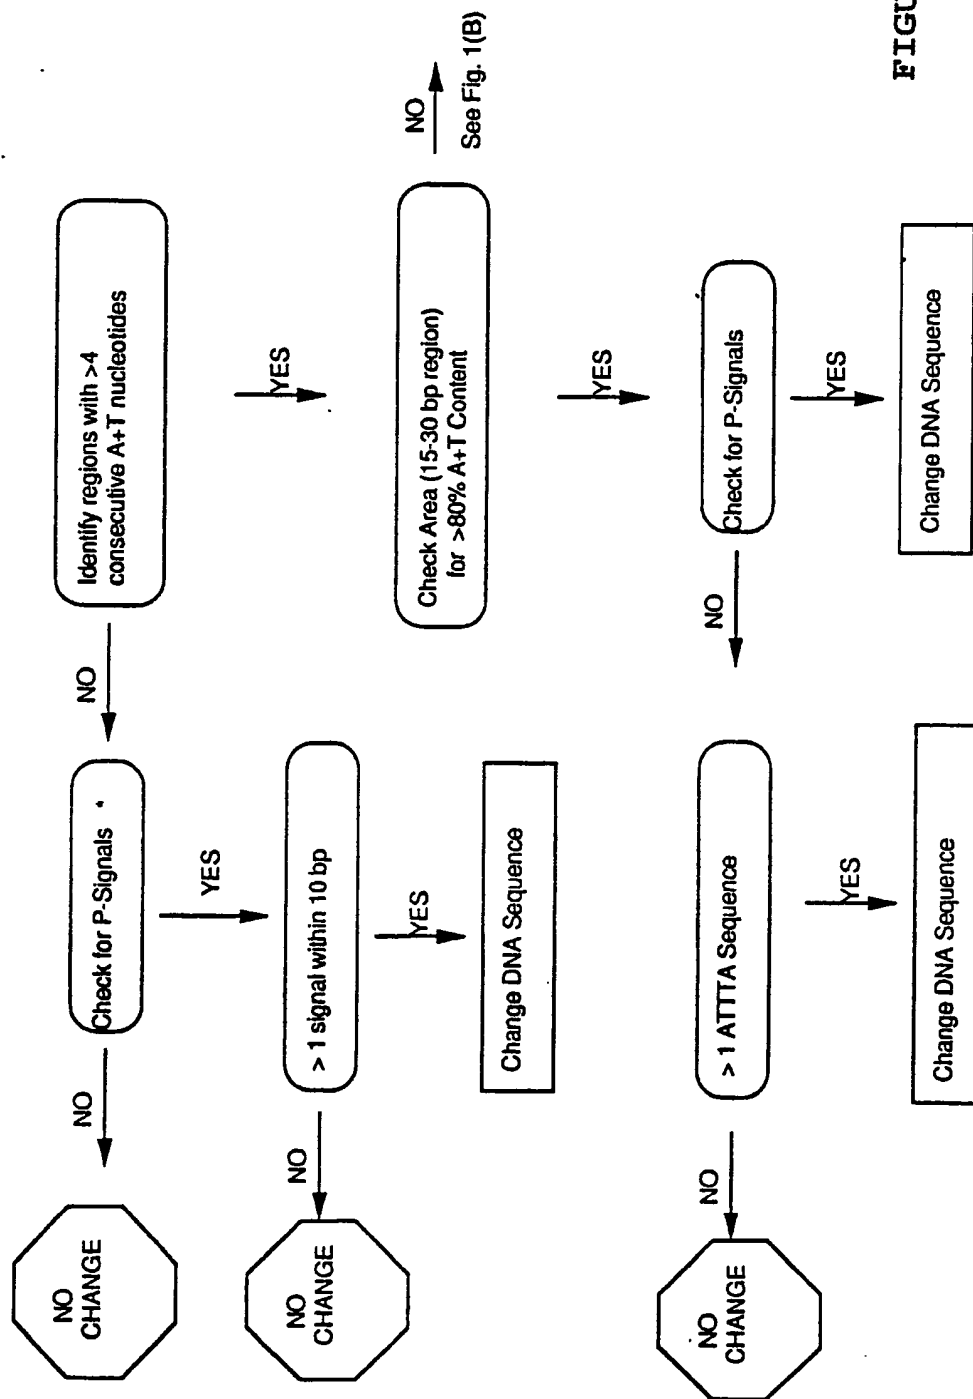 NO
CHANGE
NO
Check for P-Signals *
NO
Identify regions with >4
consecutive A+T nucleotides
YES
YES
NO
CHANGE
NO
> 1 signal within 10 bp
Check Area (15-30 bp region)
for >80% A+T Content
NO
See Fig. 1(B)
YES
YES
Change DNA Sequence
NO
CHANGE
NO
> 1 ATTTA Sequence
NO
Check for P-Signals
YES
YES
Change DNA Sequence
Change DNA Sequence
FIGU